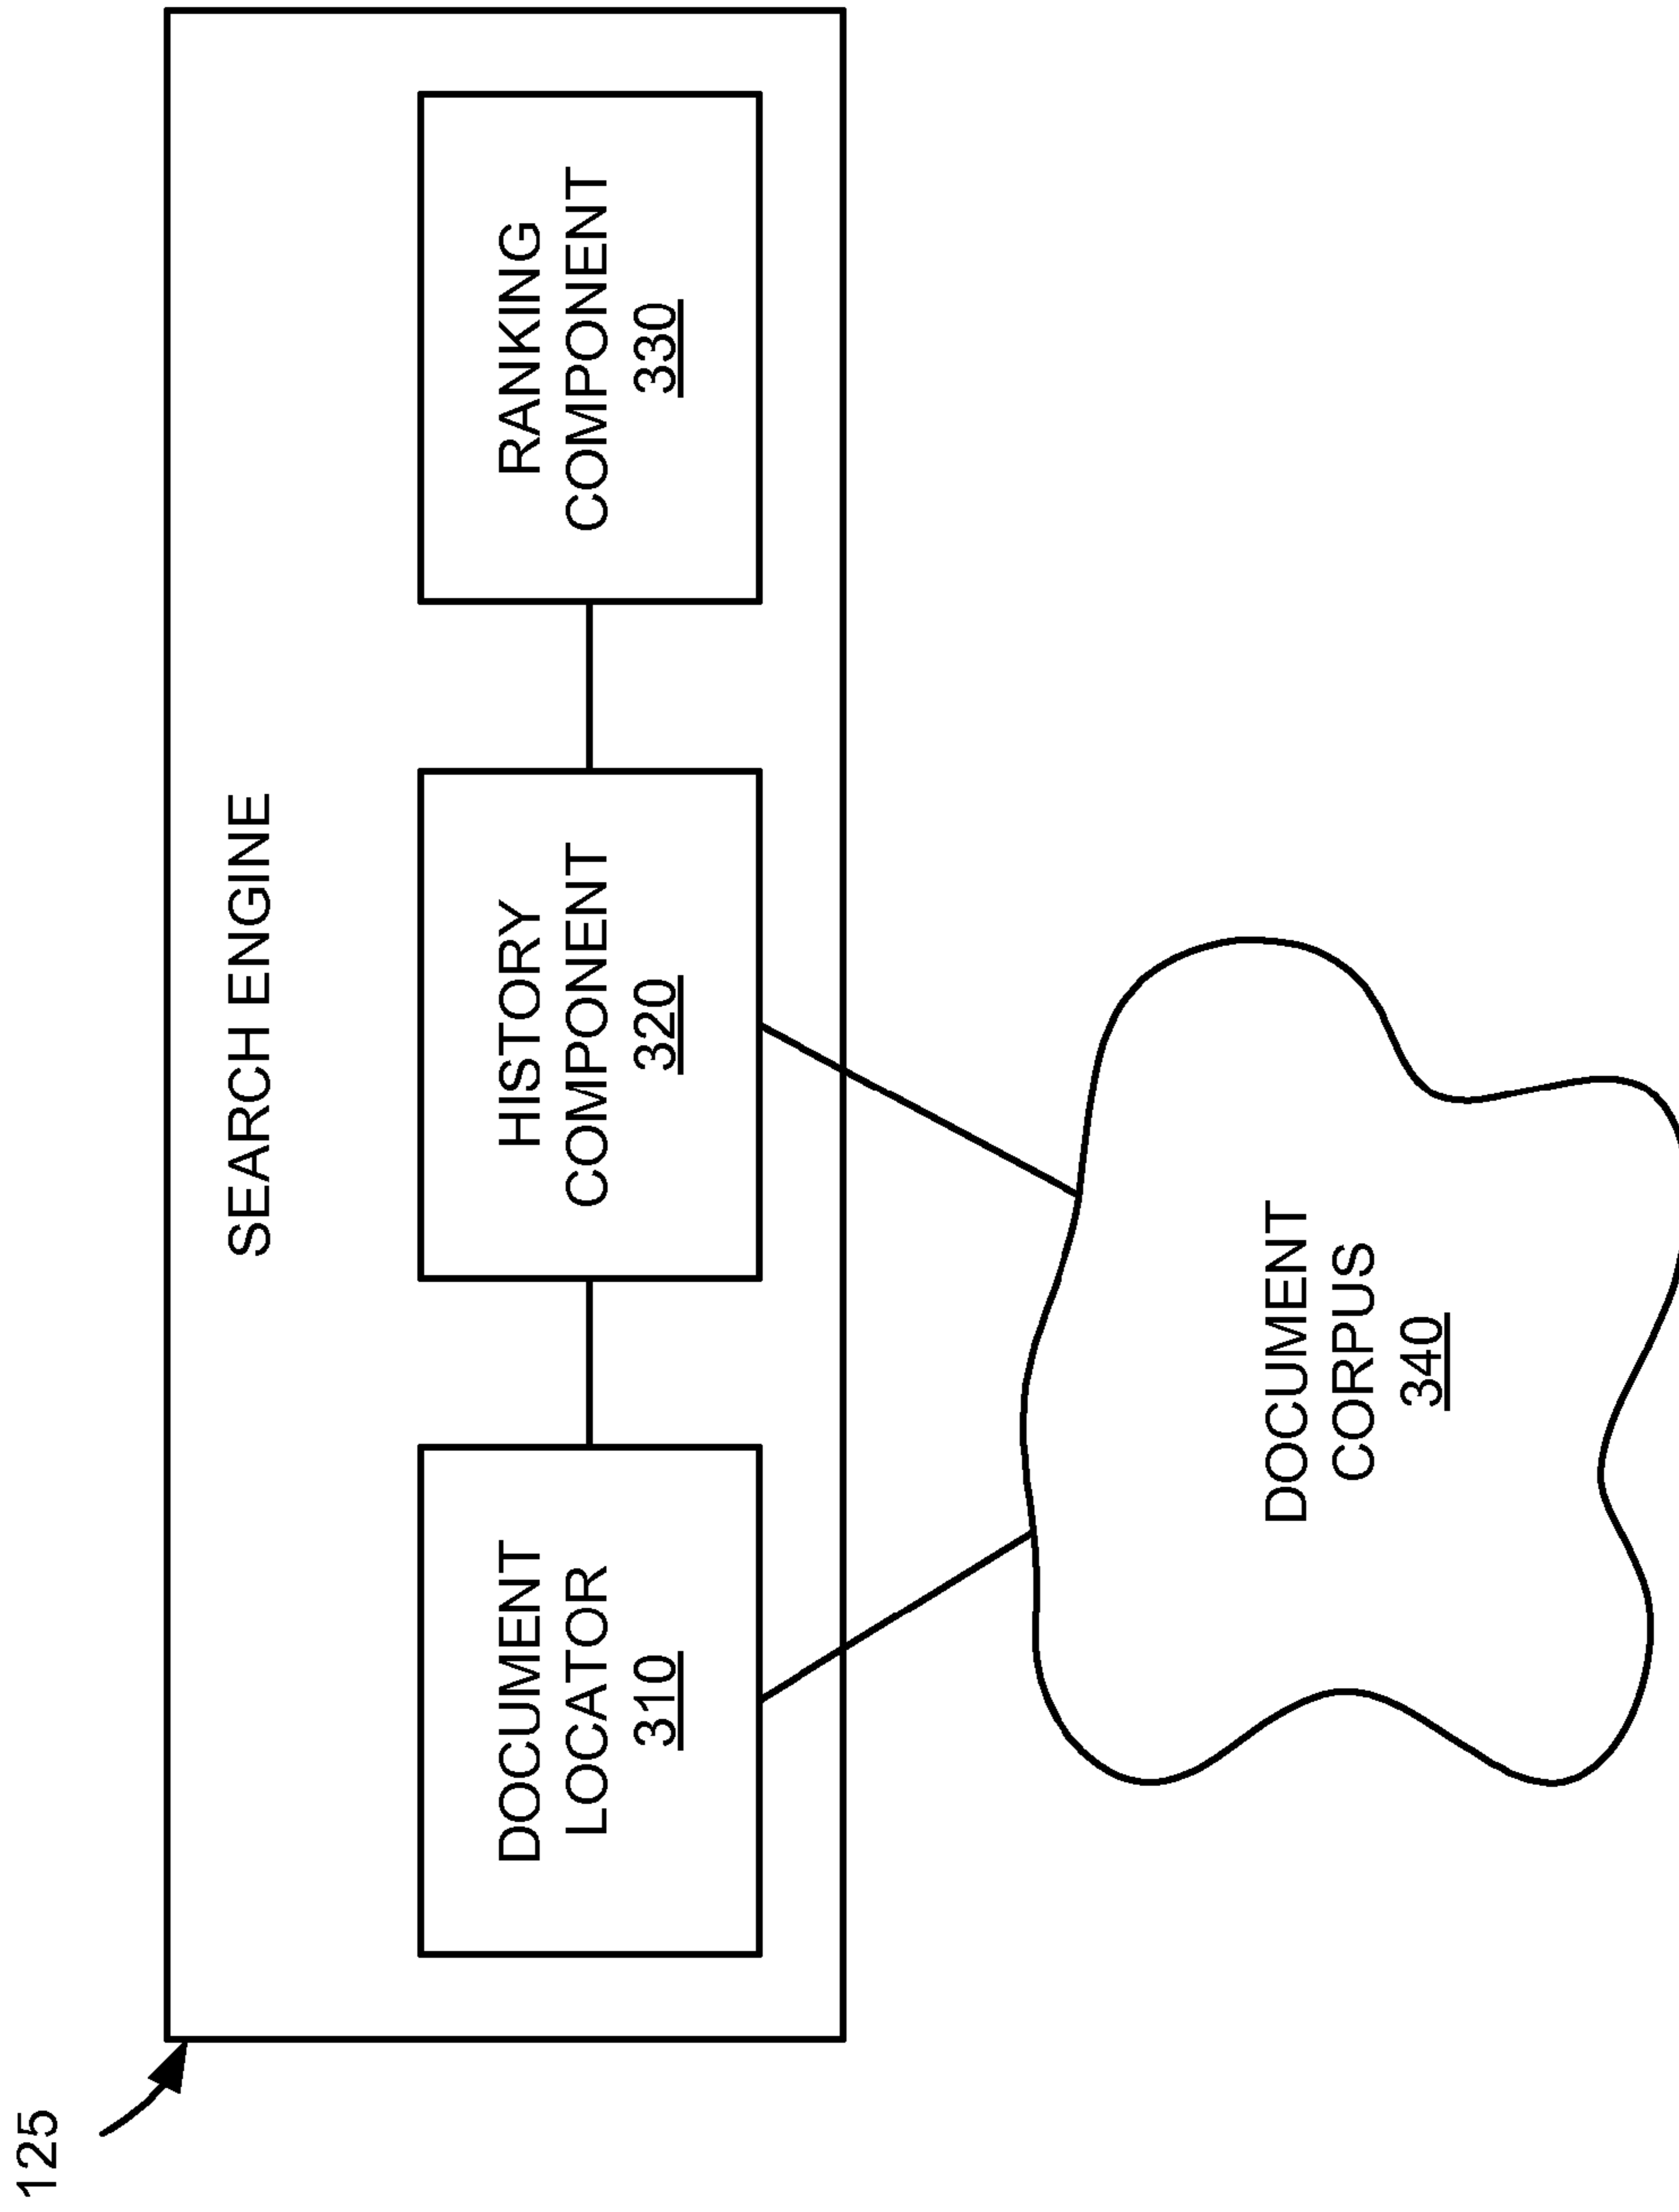 125
SEARCH ENGINE
DOCUMENT
LOCATOR
310
HISTORY
COMPONENT
320
RANKING
COMPONENT
330
DOCUMENT
CORPUS
340